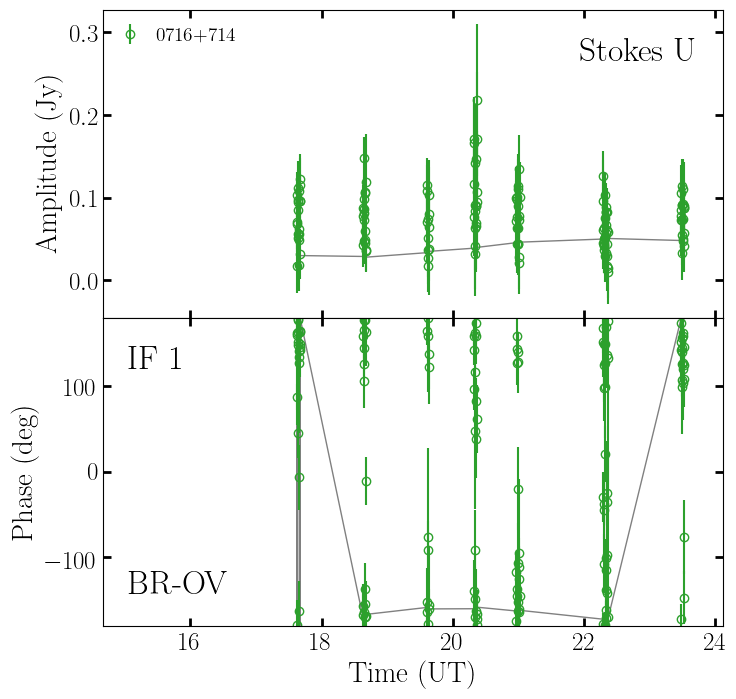 0716+714
Stokes U
0.3
0.2
0.1
0.0
Amplitude (Jy)
IF 1
100
0
−100
Phase (deg)
BR-OV
16 18 20 22 24
Time (UT)